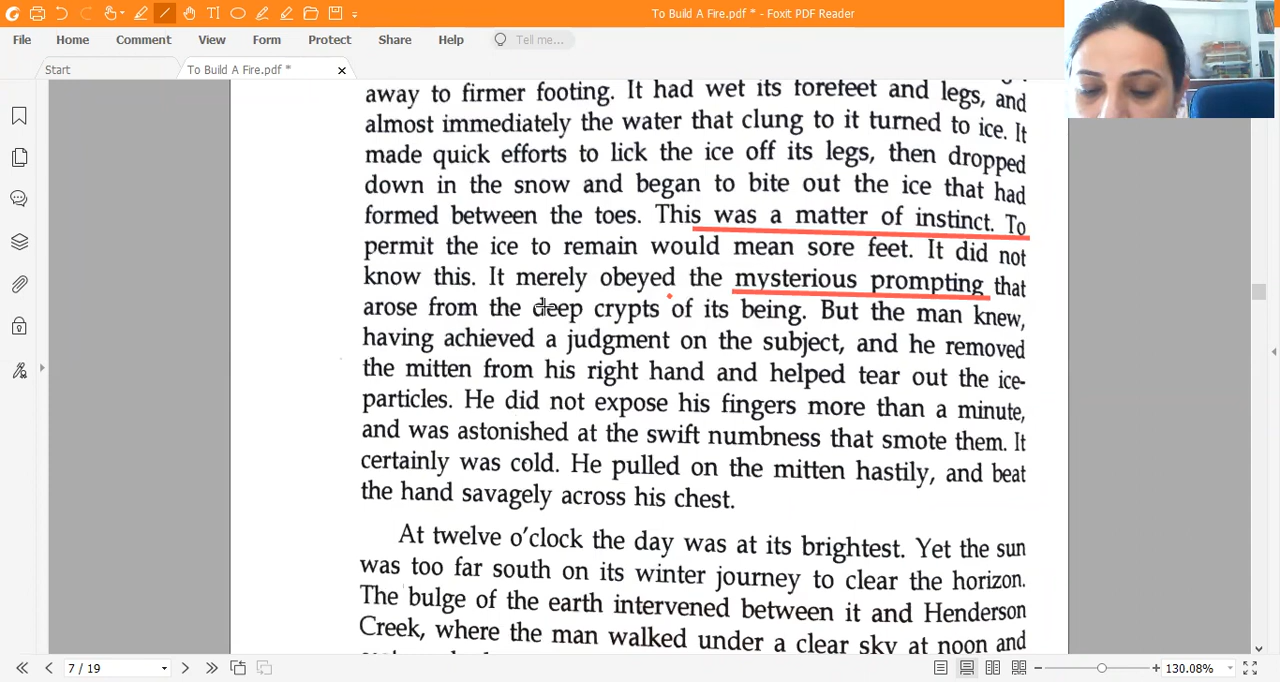 To Build A Fire.pdf * - Foxit PDF Reader
File Home Comment View Form Protect Share Help Tell me...
Start To Build A Fire.pdf *
away to firmer footing. It had wet its forefeet and legs, and
almost immediately the water that clung to it turned to ice. It
made quick efforts to lick the ice off its legs, then dropped
down in the snow and began to bite out the ice that had
formed between the toes. This was a matter of instinct. To
permit the ice to remain would mean sore feet. It did not
know this. It merely obeyed the mysterious prompting that
arose from the deep crypts of its being. But the man knew,
having achieved a judgment on the subject, and he removed
the mitten from his right hand and helped tear out the ice-
particles. He did not expose his fingers more than a minute,
and was astonished at the swift numbness that smote them. It
certainly was cold. He pulled on the mitten hastily, and beat
the hand savagely across his chest.
At twelve o'clock the day was at its brightest. Yet the sun
was too far south on its winter journey to clear the horizon.
The bulge of the earth intervened between it and Henderson
Creek, where the man walked under a clear sky at noon and
7 / 19 130.08%